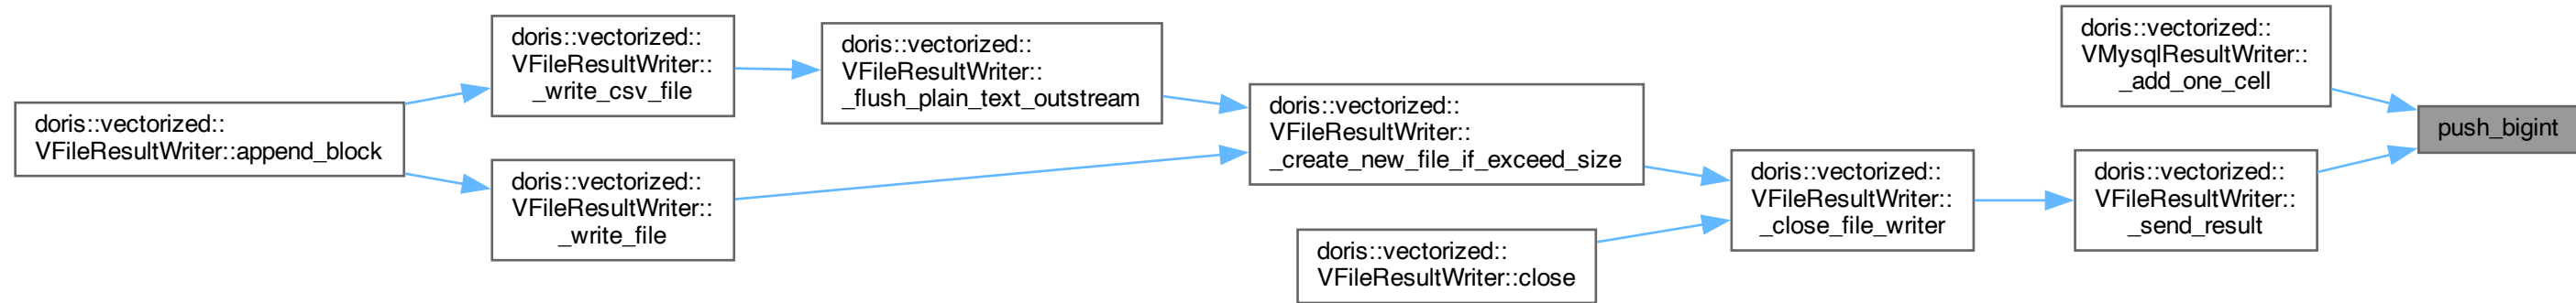 doris::vectorized::
VFileResultWriter::append_block
doris::vectorized::
VFileResultWriter::
_write_csv_file
doris::vectorized::
VFileResultWriter::
_write_file
doris::vectorized::
VFileResultWriter::
_flush_plain_text_outstream
doris::vectorized::
VFileResultWriter::
_create_new_file_if_exceed_size
doris::vectorized::
VFileResultWriter::close
doris::vectorized::
VFileResultWriter::
_close_file_writer
doris::vectorized::
VMysqlResultWriter::
_add_one_cell
doris::vectorized::
VFileResultWriter::
_send_result
push_bigint